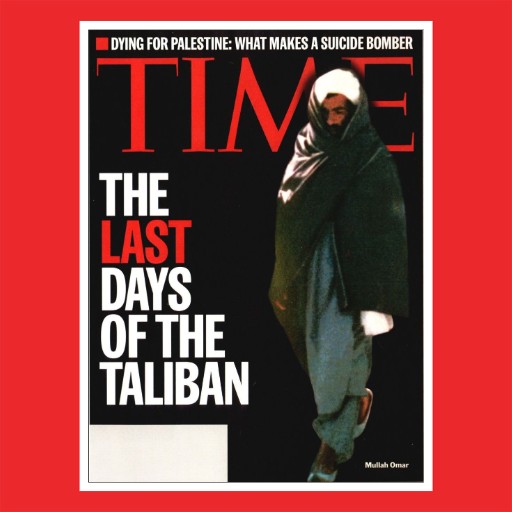 DYING FOR PALESTINE: WHAT MAKES A SUICIDE BOMBER
TIME
THE
LAST
DAYS
OF THE
TALIBAN
Mullah Omar